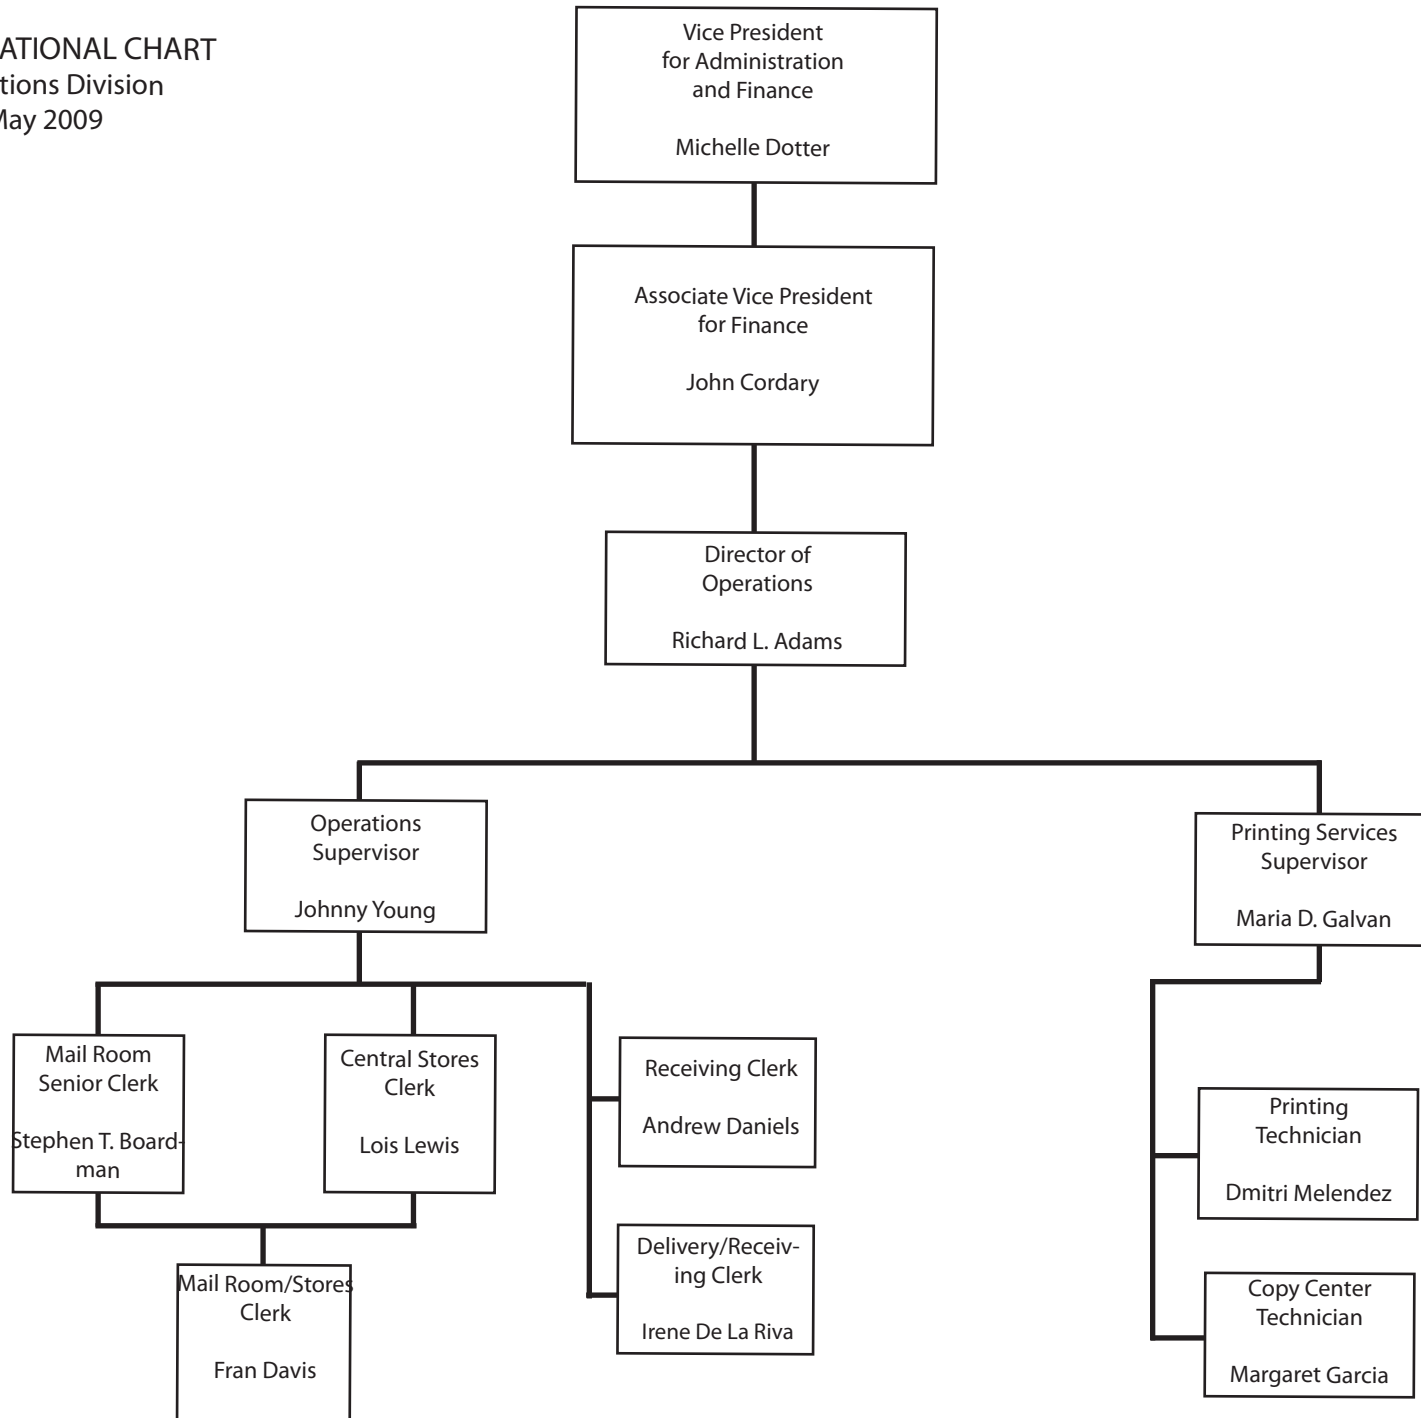 ATIONAL CHART
tions Division
May 2009
Vice President
for Administration
and Finance
Michelle Dotter
Associate Vice President
for Finance
John Cordary
Director of
Operations
Richard L. Adams
Operations
Supervisor
Johnny Young
Printing Services
Supervisor
Maria D. Galvan
Mail Room
Senior Clerk
Stephen T. Board-
man
Central Stores
Clerk
Lois Lewis
Receiving Clerk
Andrew Daniels
Delivery/Receiv-
ing Clerk
Irene De La Riva
Mail Room/Stores
Clerk
Fran Davis
Printing
Technician
Dmitri Melendez
Copy Center
Technician
Margaret Garcia